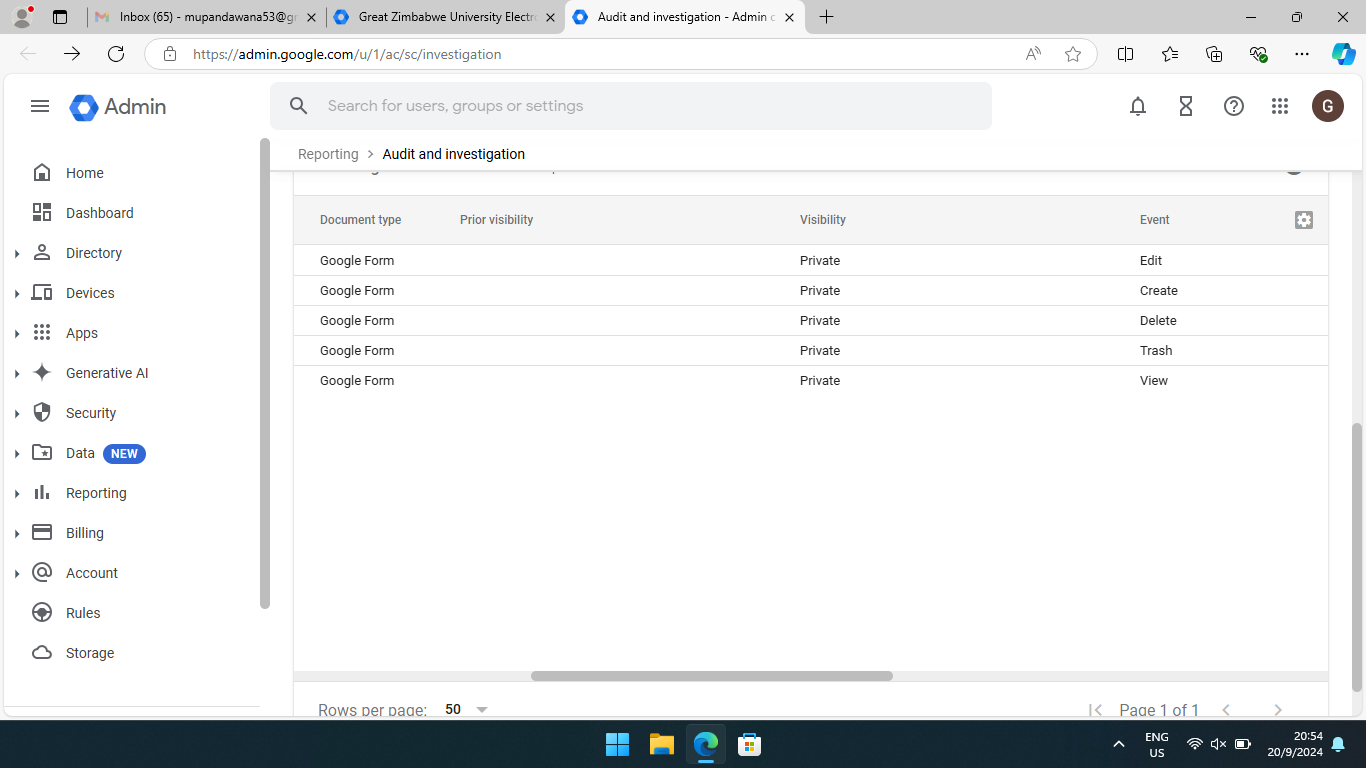 Inbox (65) - mupandawana53@g
Great Zimbabwe University Electr
Audit and investigation - Admin c
https://admin.google.com/u/1/ac/sc/investigation
Admin
Search for users, groups or settings
G
Reporting > Audit and investigation
Home
Dashboard
Directory
Devices
Apps
Generative AI
Security
Data NEW
Reporting
Billing
Account
Rules
Storage
Document type Prior visibility Visibility Event
Google Form Private Edit
Google Form Private Create
Google Form Private Delete
Google Form Private Trash
Google Form Private View
Rows per page: 50 Page 1 of 1
ENG
US
20:54
20/9/2024